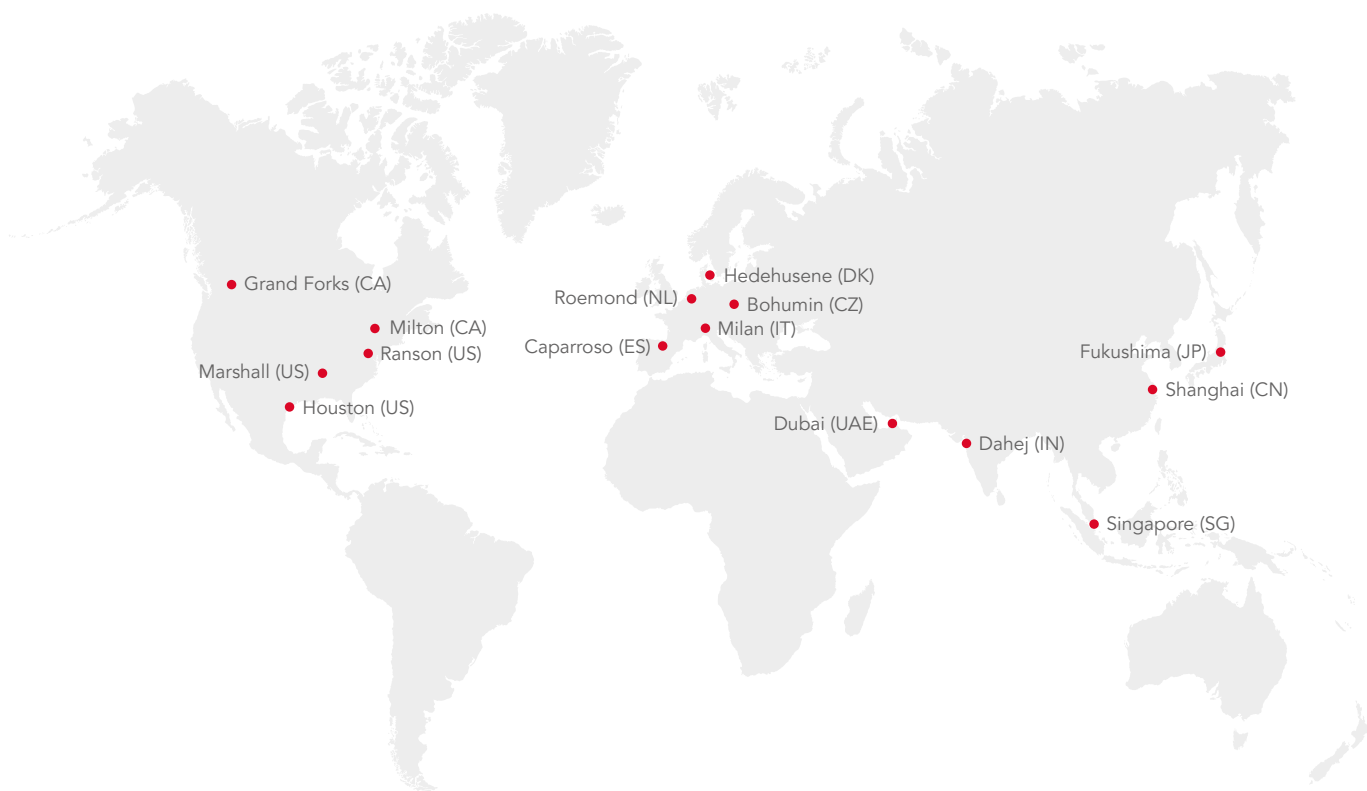 Grand Forks (CA)
Milton (CA)
Ranson (US)
Marshall (US)
Houston (US)
Hedehusene (DK)
Roemond (NL)
Bohumin (CZ)
Milan (IT)
Caparroso (ES)
Dubai (UAE)
Dahej (IN)
Fukushima (JP)
Shanghai (CN)
Singapore (SG)